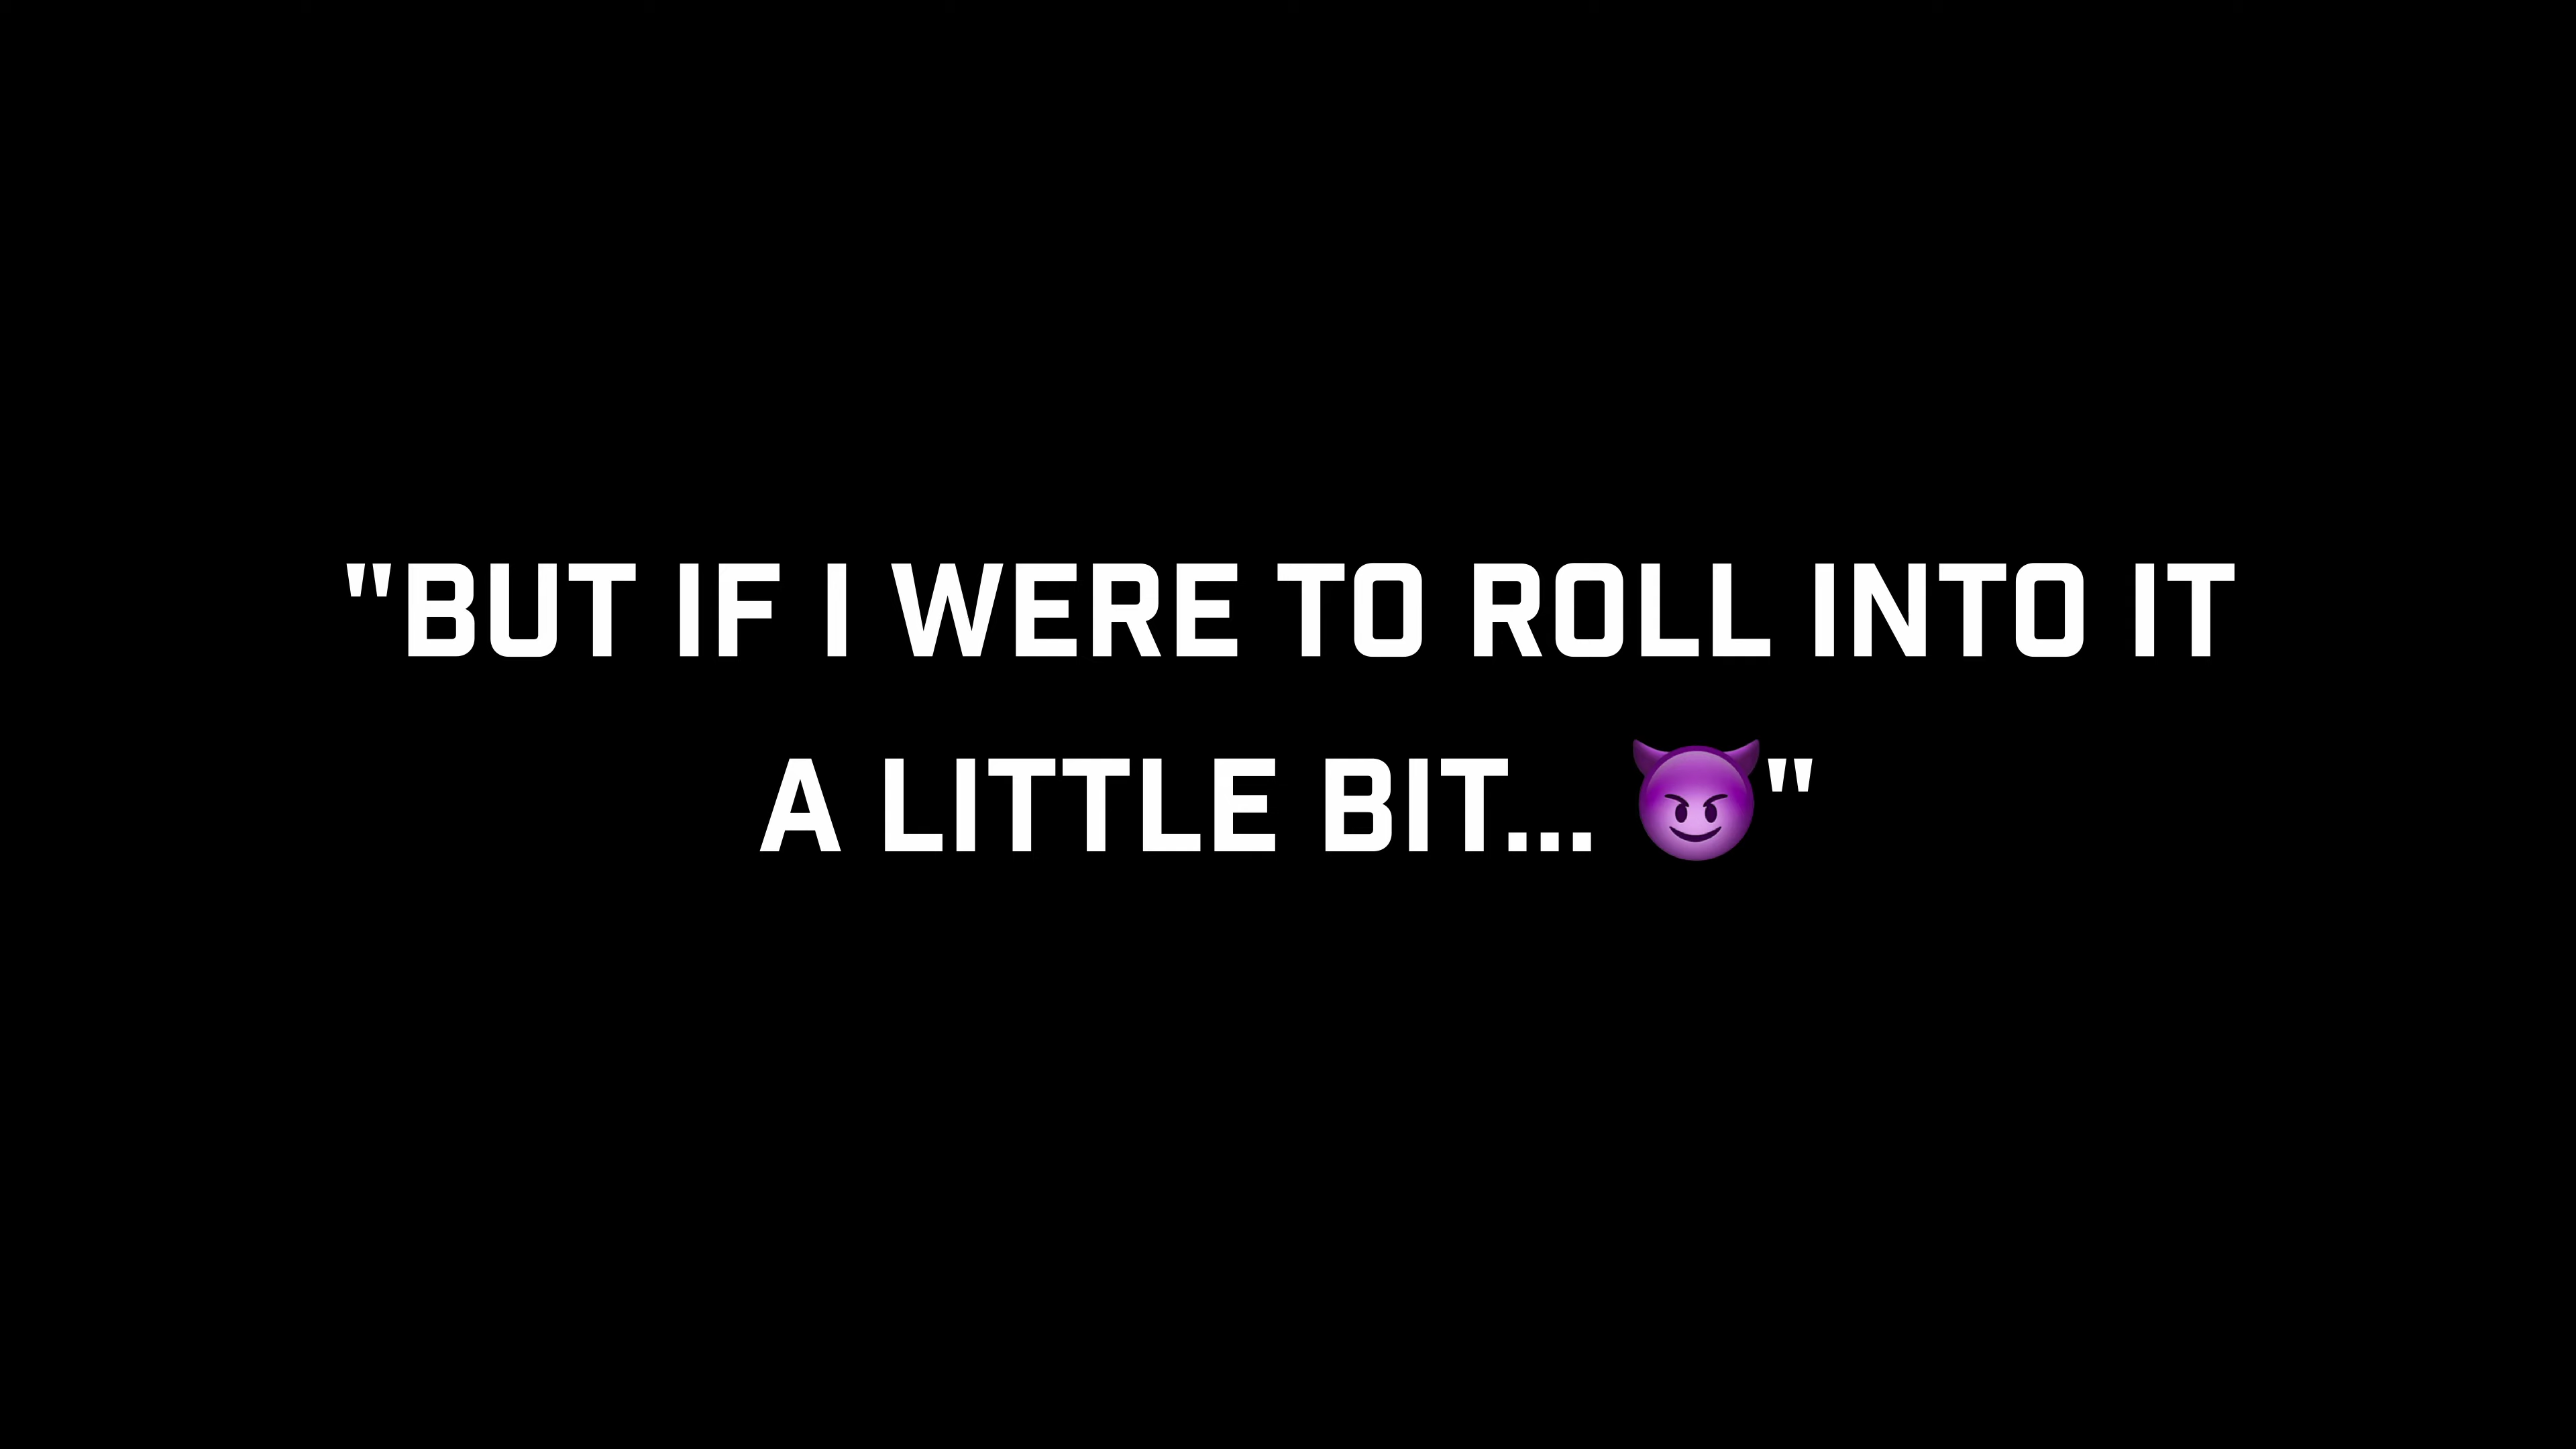 "BUT IF I WERE TO ROLL INTO IT
A LITTLE BIT... 😈"